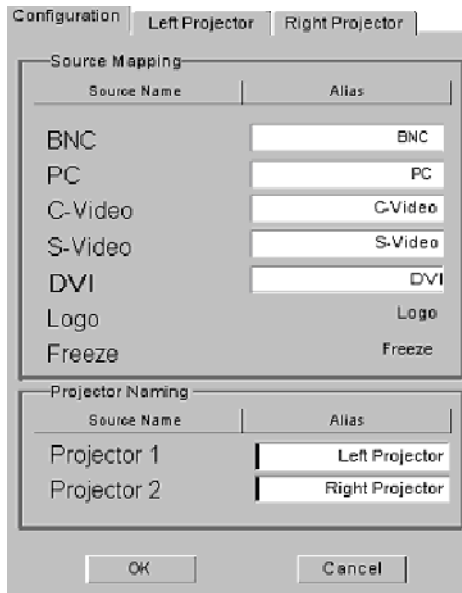 Configuration Left Projector Right Projector
Source Mapping
Source Name Alias
BNC BNC
PC PC
C-Video C-Video
S-Video S-Video
DVI DVI
Logo Logo
Freeze Freeze
Projector Naming
Source Name Alias
Projector 1 Left Projector
Projector 2 Right Projector
OK Cancel